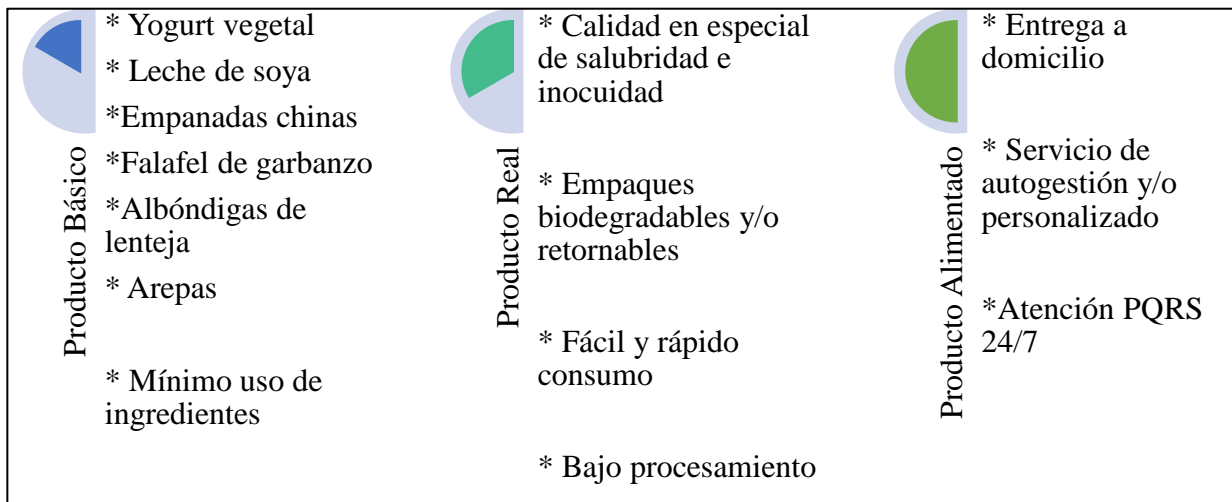 Producto Básico
* Yogurt vegetal
* Leche de soya
*Empanadas chinas
*Falafel de garbanzo
*Albóndigas de
lenteja
* Arepas
* Mínimo uso de
ingredientes
Producto Real
* Calidad en especial
de salubridad e
inocuidad
* Empaques
biodegradables y/o
retornables
* Fácil y rápido
consumo
* Bajo procesamiento
Producto Alimentado
* Entrega a
domicilio
* Servicio de
autogestión y/o
personalizado
*Atención PQRS
24/7